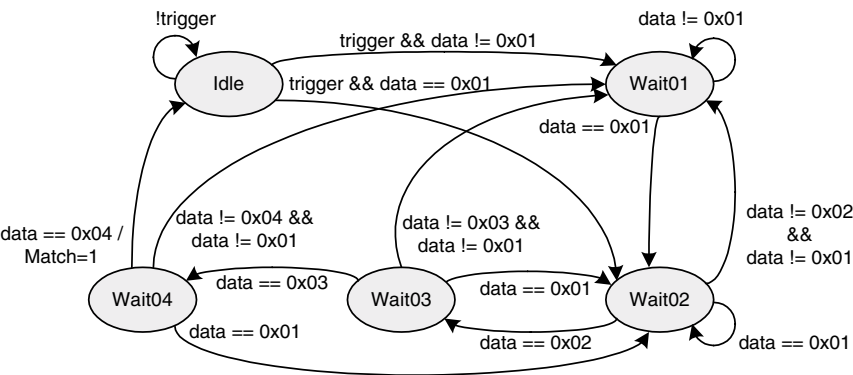 !trigger
data != 0x01
trigger && data != 0x01
Idle
trigger && data == 0x01
Wait01
data == 0x01
data == 0x04 /
Match=1
data != 0x04 &&
data != 0x01
data != 0x03 &&
data != 0x01
data != 0x02
&&
data != 0x01
Wait04
data == 0x03
Wait03
data == 0x01
Wait02
data == 0x01
data == 0x02
data == 0x01